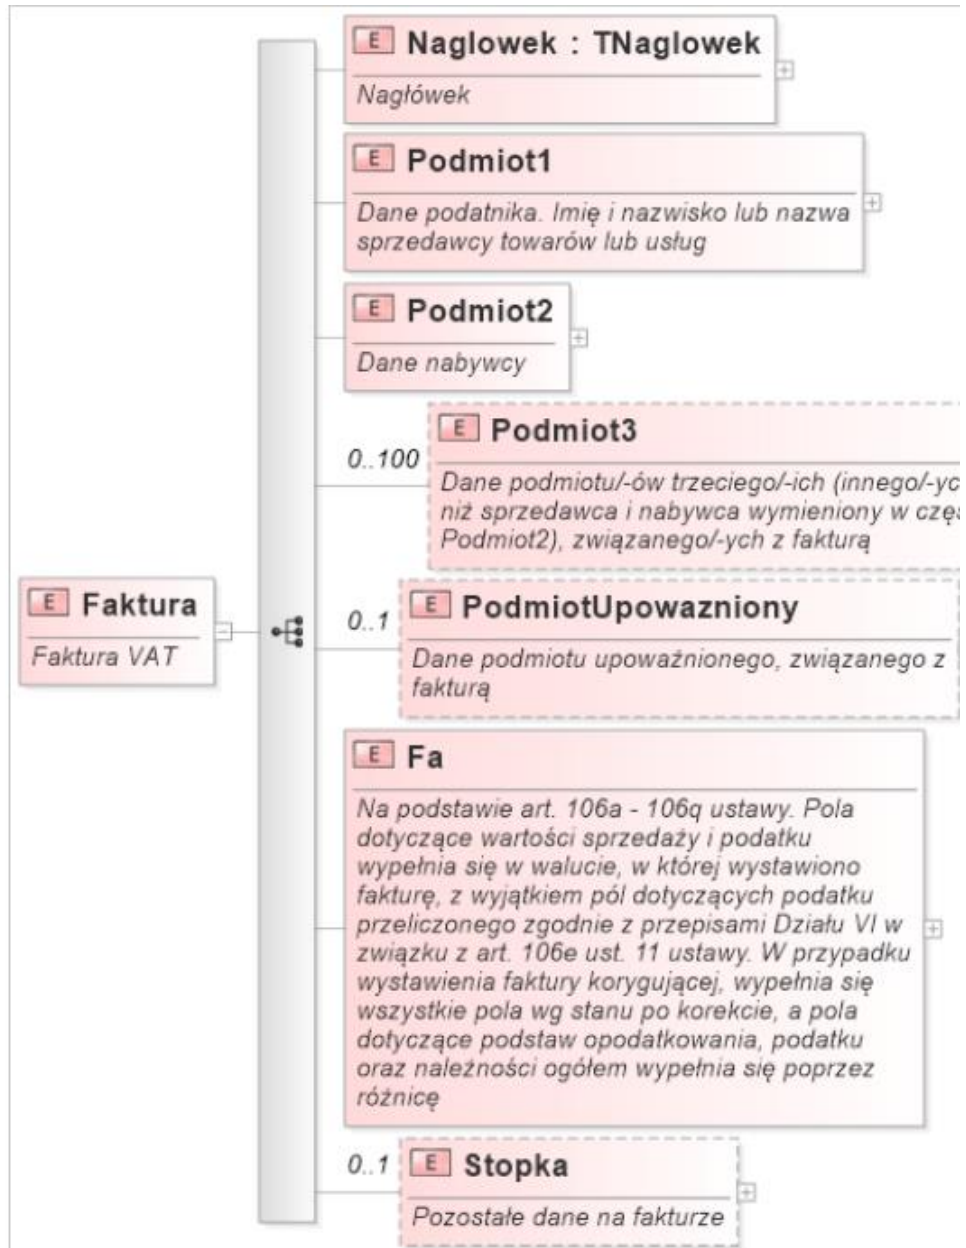 E Naglowek : TNaglowek
Nagłówek
E Podmiot1
Dane podatnika. Imię i nazwisko lub nazwa
sprzedawcy towarów lub usług
E Podmiot2
Dane nabywcy
0..100
E Podmiot3
Dane podmiotu/-ów trzeciego/-ich (innego/-yc
niż sprzedawca i nabywca wymieniony w częś
Podmiot2), związanego/-ych z fakturą
E Faktura
Faktura VAT
0..1
E PodmiotUpowazniony
Dane podmiotu upoważnionego, związanego z
fakturą
E Fa
Na podstawie art. 106a - 106q ustawy. Pola
dotyczące wartości sprzedaży i podatku
wypełnia się w walucie, w której wystawiono
fakturę, z wyjątkiem pól dotyczących podatku
przeliczonego zgodnie z przepisami Działu VI w
związku z art. 106e ust. 11 ustawy. W przypadku
wystawienia faktury korygującej, wypełnia się
wszystkie pola wg stanu po korekcie, a pola
dotyczące podstaw opodatkowania, podatku
oraz należności ogółem wypełnia się poprzez
różnicę
0..1
E Stopka
Pozostałe dane na fakturze